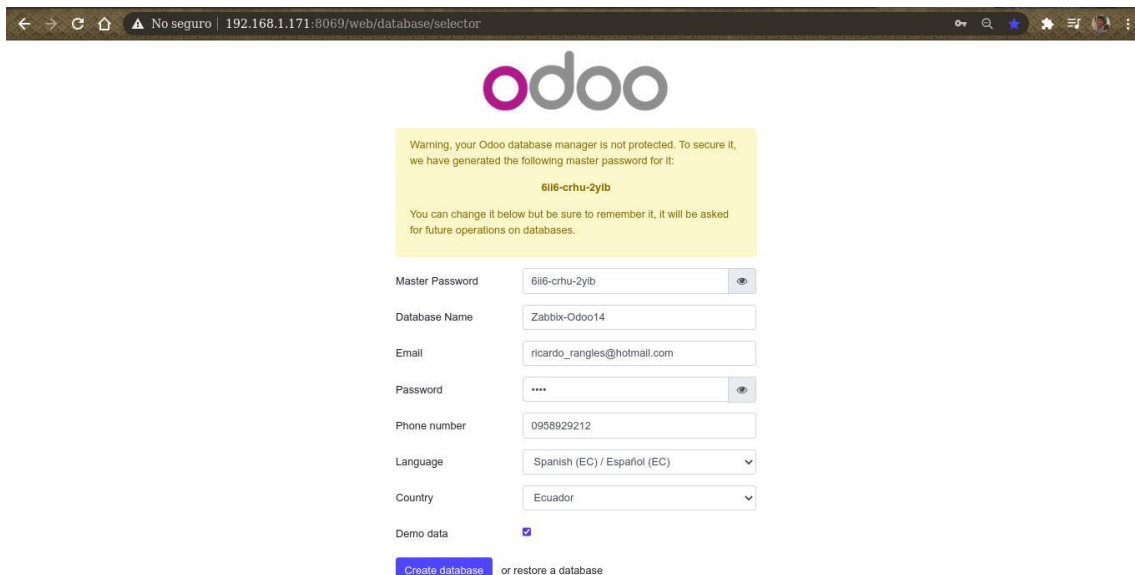 No seguro | 192.168.1.171:8069/web/database/selector
odoo
Warning, your Odoo database manager is not protected. To secure it,
we have generated the following master password for it:
6ii6-crhu-2yib
You can change it below but be sure to remember it, it will be asked
for future operations on databases.
Master Password 6ii6-crhu-2yib
Database Name Zabbix-Odoo14
Email ricardo_rangles@hotmail.com
Password ••••
Phone number 0958929212
Language Spanish (EC) / Español (EC)
Country Ecuador
Demo data
Create database or restore a database